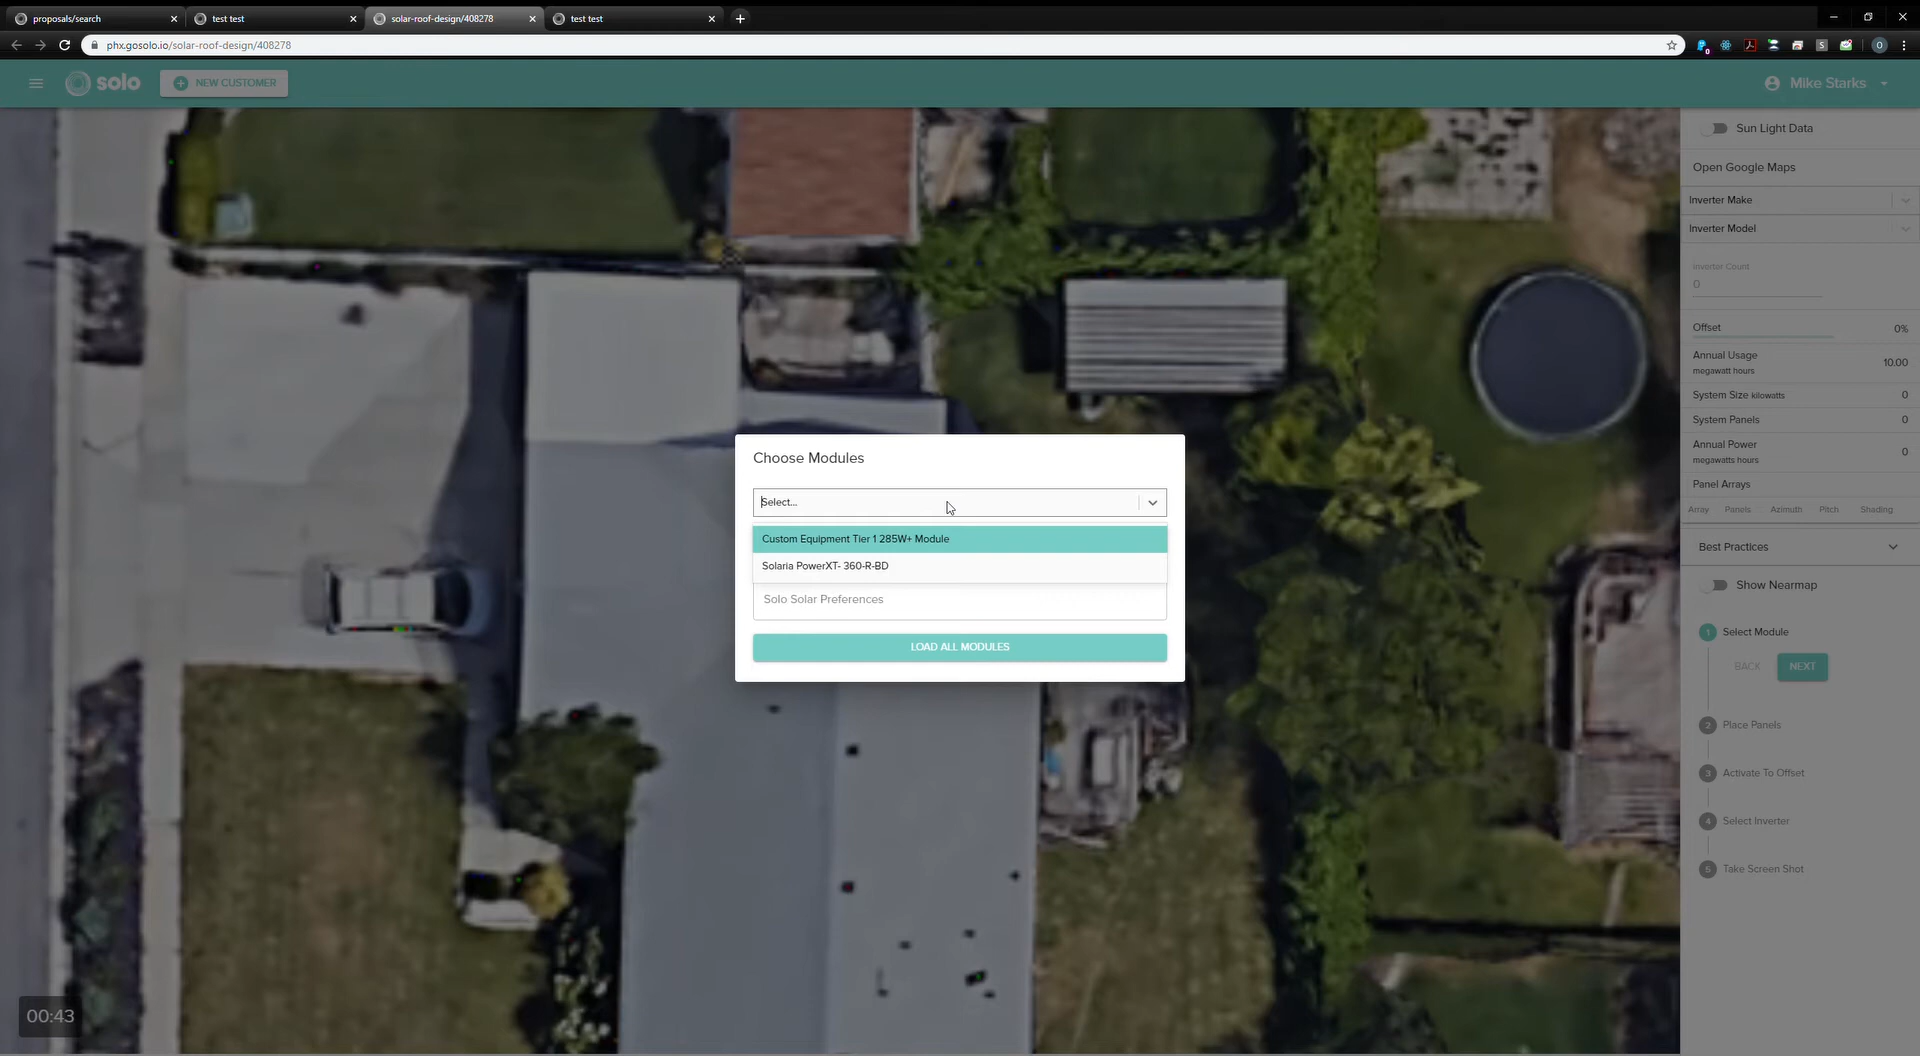 proposals/search
test test
solar-roof-design/408278
test test
phx.gosolo.io/solar-roof-design/408278
solo
NEW CUSTOMER
Mike Starks
Sun Light Data
Open Google Maps
Inverter Make
Inverter Model
Inverter Count
0
Offset 0%
Annual Usage
megawatt hours
10.00
System Size kilowatts 0
System Panels 0
Annual Power
megawatts hours
0
Panel Arrays
Array Panels Azimuth Pitch Shading
Best Practices
Show Nearmap
1 Select Module
BACK NEXT
2 Place Panels
3 Activate To Offset
4 Select Inverter
5 Take Screen Shot
Choose Modules
Select...
Custom Equipment Tier 1 285W+ Module
Solaria PowerXT- 360-R-BD
Solo Solar Preferences
LOAD ALL MODULES
00:43